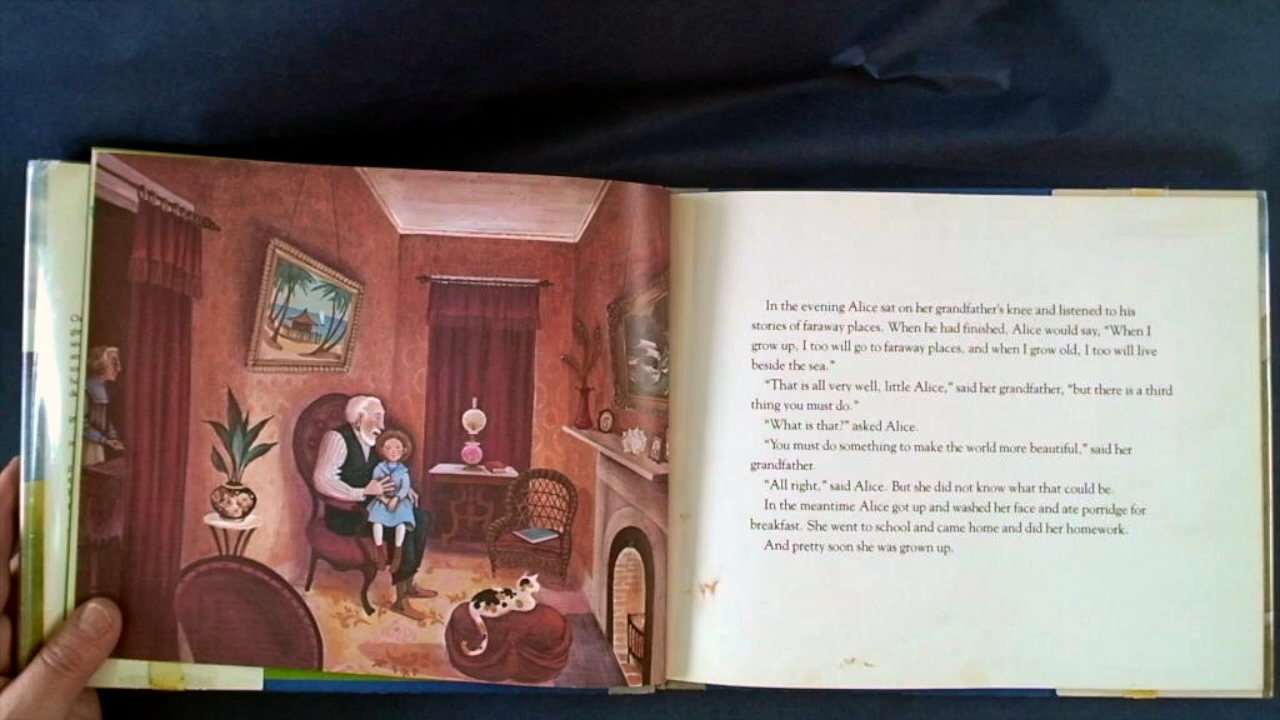 In the evening Alice sat on her grandfather's knee and listened to his
stories of faraway places. When he had finished, Alice would say, "When I
grow up, I too will go to faraway places, and when I grow old, I too will live
beside the sea."
"That is all very well, little Alice," said her grandfather, "but there is a third
thing you must do."
"What is that?" asked Alice.
"You must do something to make the world more beautiful," said her
grandfather.
"All right," said Alice. But she did not know what that could be.
In the meantime Alice got up and washed her face and ate porridge for
breakfast. She went to school and came home and did her homework.
And pretty soon she was grown up.